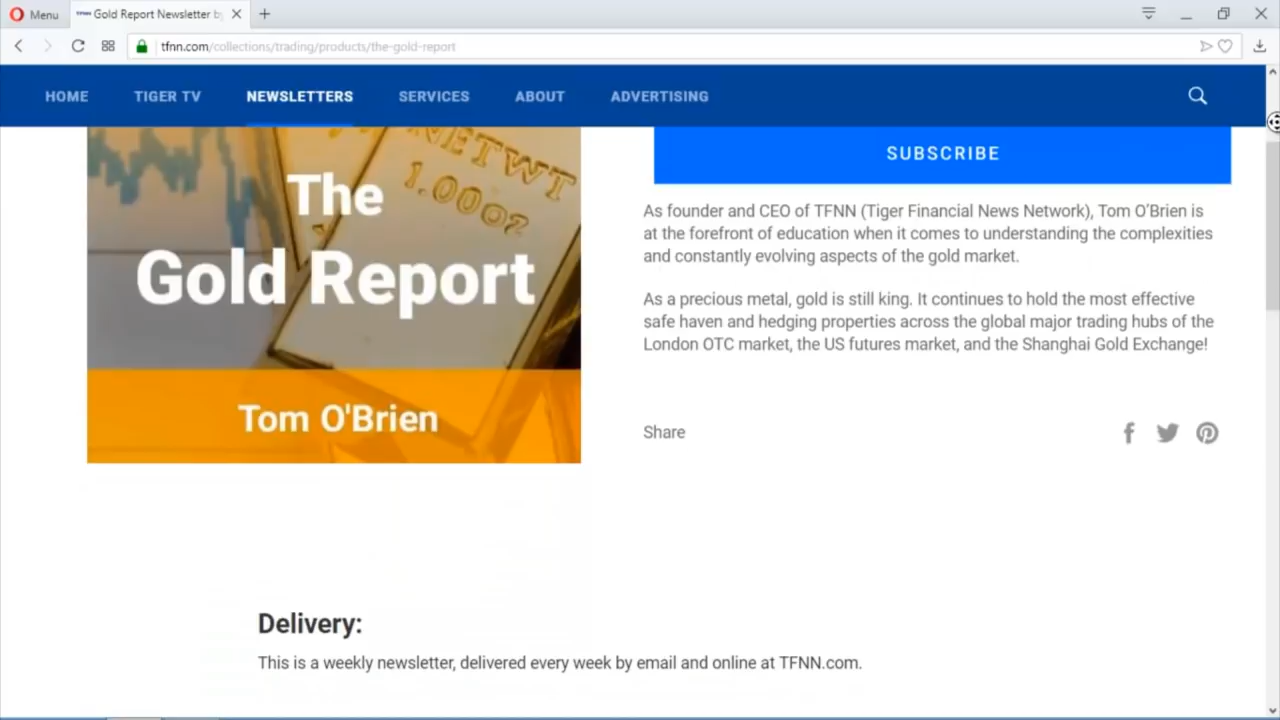 Menu
TFNN Gold Report Newsletter by
tfnn.com/collections/trading/products/the-gold-report
HOME TIGER TV NEWSLETTERS SERVICES ABOUT ADVERTISING
NETWT
1.00oz
The
Gold Report
Tom O'Brien
SUBSCRIBE
As founder and CEO of TFNN (Tiger Financial News Network), Tom O'Brien is
at the forefront of education when it comes to understanding the complexities
and constantly evolving aspects of the gold market.
As a precious metal, gold is still king. It continues to hold the most effective
safe haven and hedging properties across the global major trading hubs of the
London OTC market, the US futures market, and the Shanghai Gold Exchange!
Share
Delivery:
This is a weekly newsletter, delivered every week by email and online at TFNN.com.